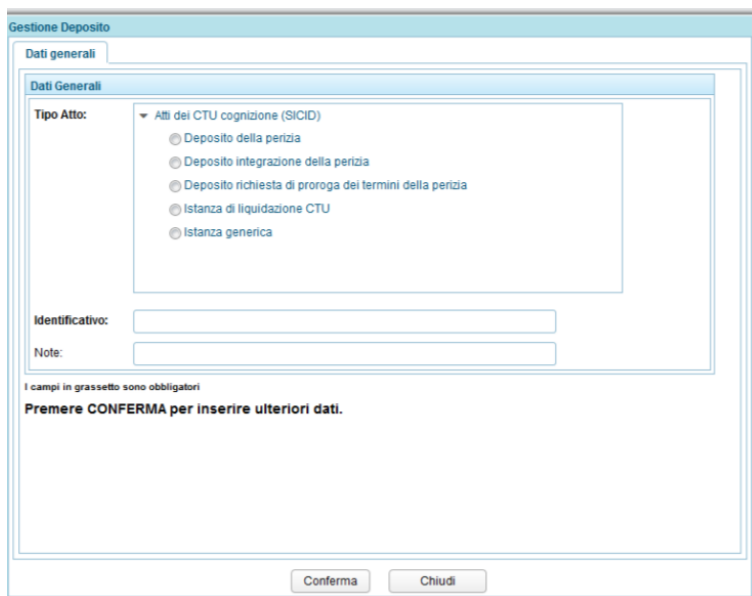 Gestione Deposito
Dati generali
Dati Generali
Tipo Atto:
Atti dei CTU cognizione (SICID)
Deposito della perizia
Deposito integrazione della perizia
Deposito richiesta di proroga dei termini della perizia
Istanza di liquidazione CTU
Istanza generica
Identificativo:
Note:
I campi in grassetto sono obbligatori
Premere CONFERMA per inserire ulteriori dati.
Conferma Chiudi